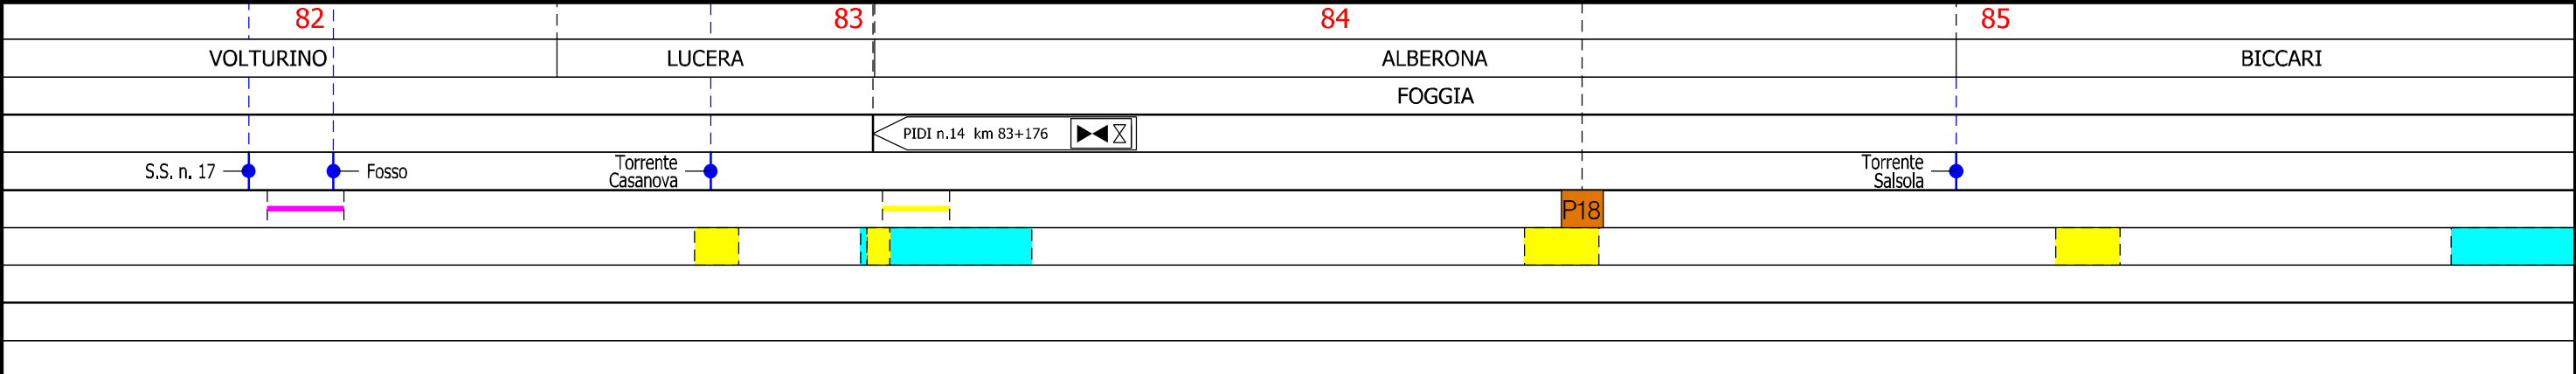 82 83 84 85
VOLTURINO LUCERA ALBERONA BICCARI
FOGGIA
PIDI n.14 km 83+176
S.S. n. 17 Fosso Torrente Casanova Torrente Salsola
P18